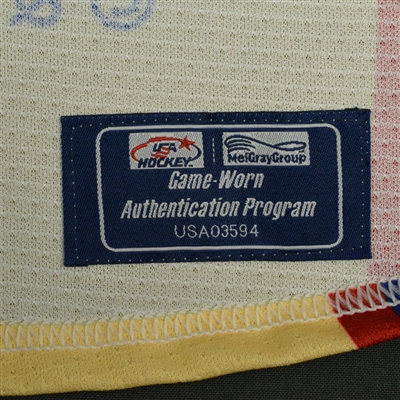 USA HOCKEY MeiGrayGroup
Game-Worn
Authentication Program
USA03594